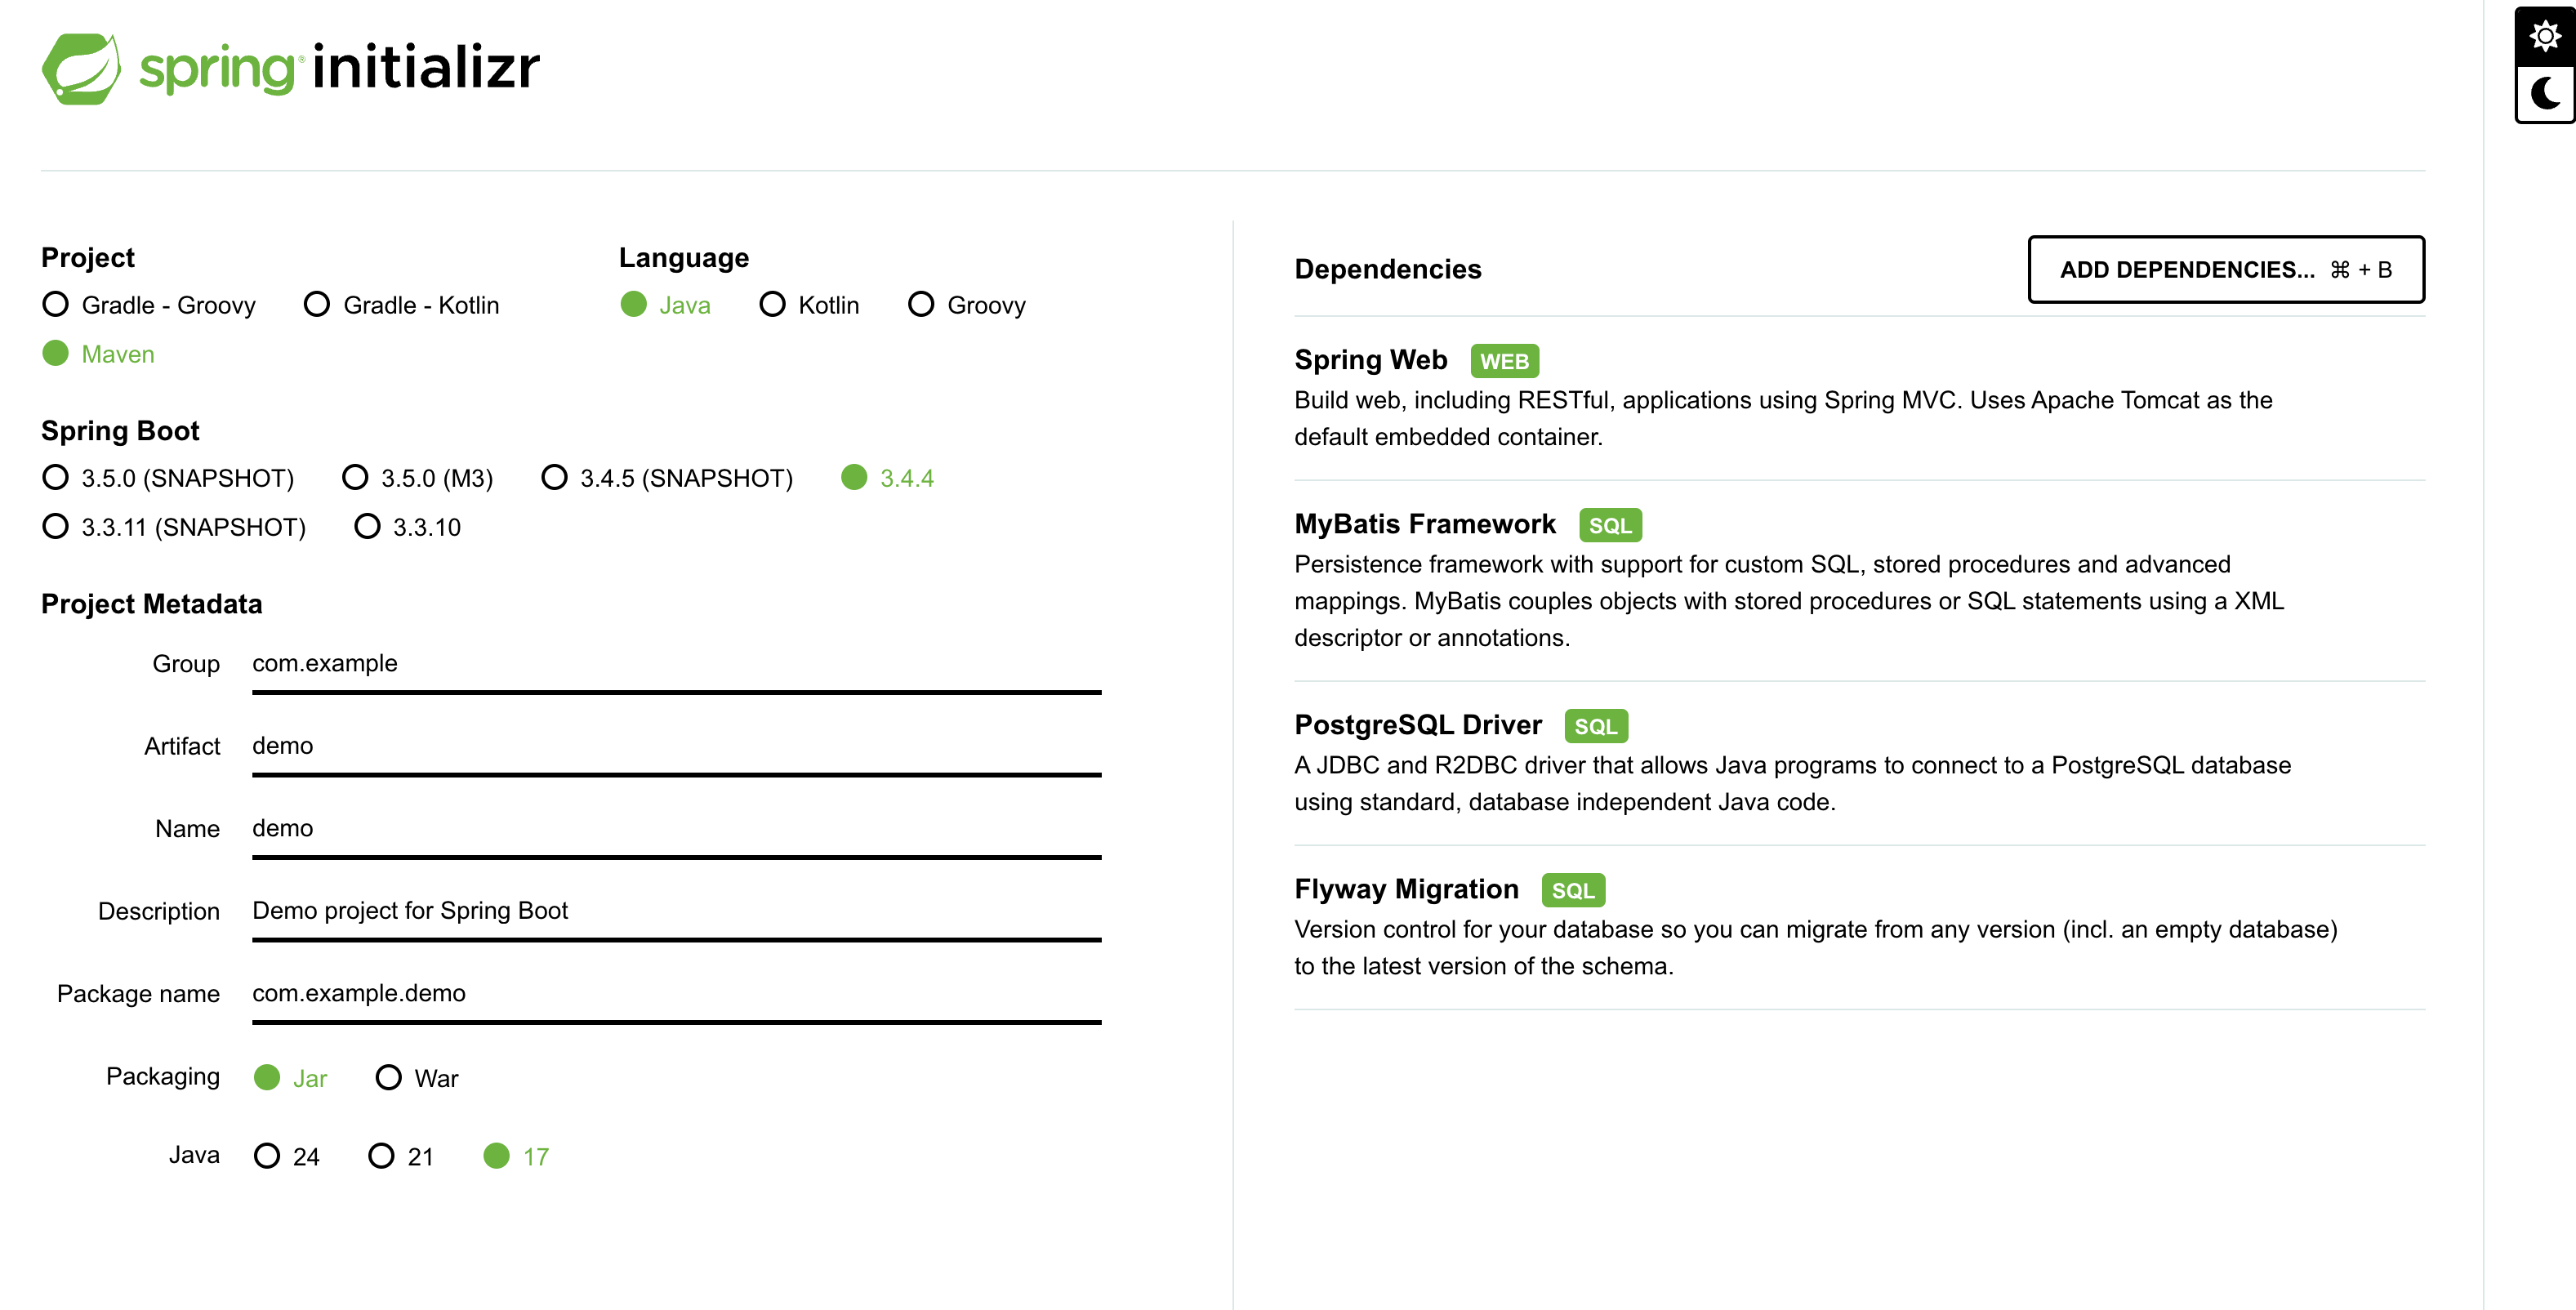 spring initializr
Project
Gradle - Groovy Gradle - Kotlin
Maven
Language
Java Kotlin Groovy
Spring Boot
3.5.0 (SNAPSHOT) 3.5.0 (M3) 3.4.5 (SNAPSHOT) 3.4.4
3.3.11 (SNAPSHOT) 3.3.10
Project Metadata
Group com.example
Artifact demo
Name demo
Description Demo project for Spring Boot
Package name com.example.demo
Packaging Jar War
Java 24 21 17
Dependencies
ADD DEPENDENCIES... ⌘ + B
Spring Web WEB
Build web, including RESTful, applications using Spring MVC. Uses Apache Tomcat as the
default embedded container.
MyBatis Framework SQL
Persistence framework with support for custom SQL, stored procedures and advanced
mappings. MyBatis couples objects with stored procedures or SQL statements using a XML
descriptor or annotations.
PostgreSQL Driver SQL
A JDBC and R2DBC driver that allows Java programs to connect to a PostgreSQL database
using standard, database independent Java code.
Flyway Migration SQL
Version control for your database so you can migrate from any version (incl. an empty database)
to the latest version of the schema.